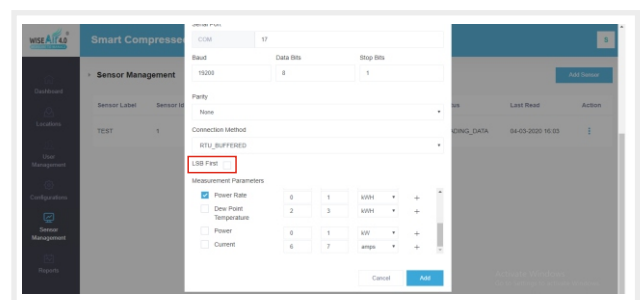 Serial Port
WISE AIR 4.0
Smart Compresse
COM 17
S
Baud Data Bits Stop Bits
15200 8 1
Sensor Management
Add Sensor
Dashboard
Parity
None
Sensor Label Sensor Id
Last Read Action
Locations
Connection Method
TEST 1
ADING_DATA 04-03-2020 16:03
RTU_BUFFERED
User
Management
LSB First
Measurement Parameters
Configurations
Power Rate 0 1 kWH +
Dew Point
Temperature 2 3 kWH +
Sensor
Management
Power 0 1 kW +
Current 6 7 amps +
Reports
Cancel Add